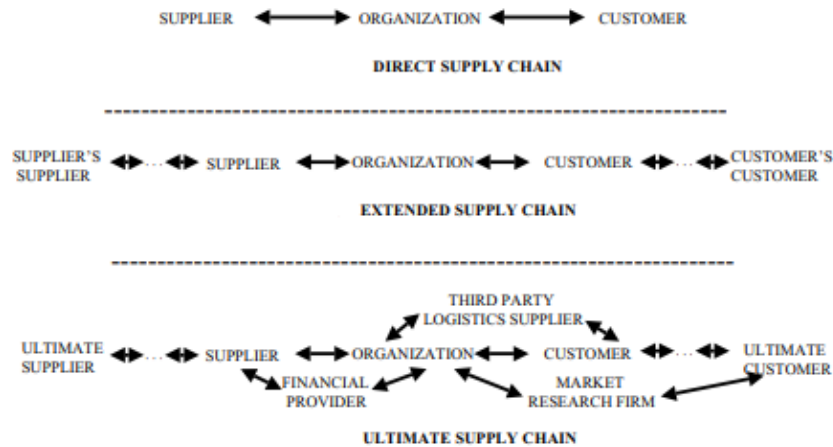 SUPPLIER ORGANIZATION CUSTOMER
DIRECT SUPPLY CHAIN
SUPPLIER'S
SUPPLIER
... SUPPLIER ORGANIZATION CUSTOMER ...
CUSTOMER'S
CUSTOMER
EXTENDED SUPPLY CHAIN
THIRD PARTY
LOGISTICS SUPPLIER
ULTIMATE
SUPPLIER
... SUPPLIER ORGANIZATION CUSTOMER ...
ULTIMATE
CUSTOMER
FINANCIAL
PROVIDER
MARKET
RESEARCH FIRM
ULTIMATE SUPPLY CHAIN